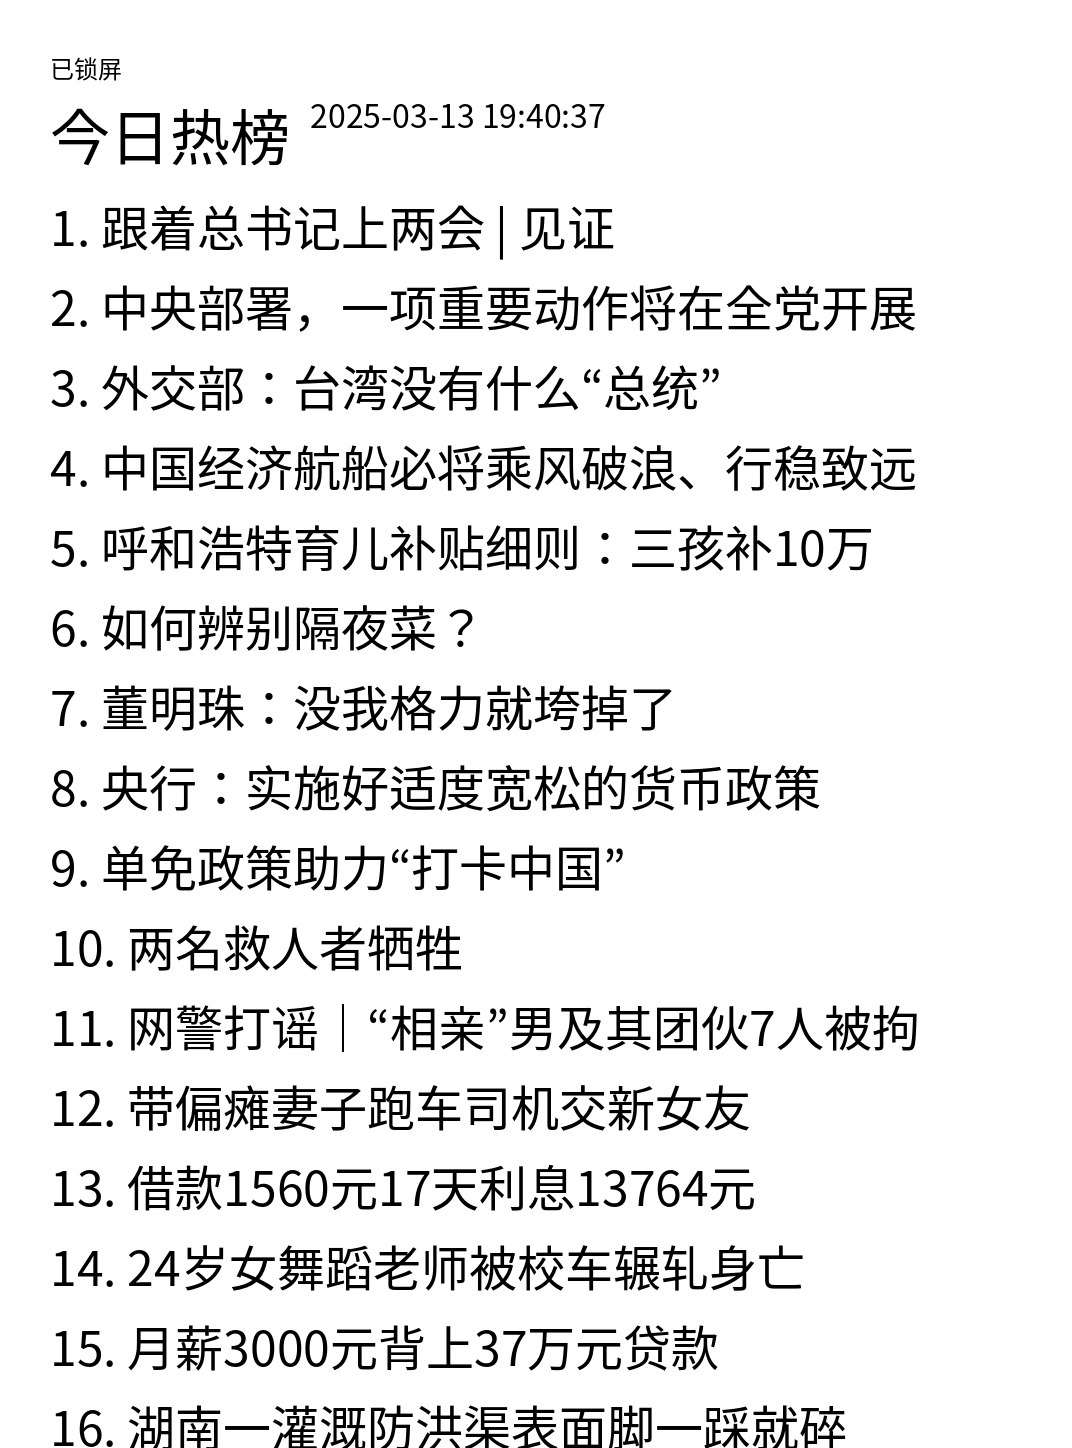 已锁屏
今日热榜 2025-03-13 19:40:37
1. 跟着总书记上两会 | 见证
2. 中央部署，一项重要动作将在全党开展
3. 外交部：台湾没有什么“总统”
4. 中国经济航船必将乘风破浪、行稳致远
5. 呼和浩特育儿补贴细则：三孩补10万
6. 如何辨别隔夜菜？
7. 董明珠：没我格力就垮掉了
8. 央行：实施好适度宽松的货币政策
9. 单免政策助力“打卡中国”
10. 两名救人者牺牲
11. 网警打谣｜“相亲”男及其团伙7人被拘
12. 带偏瘫妻子跑车司机交新女友
13. 借款1560元17天利息13764元
14. 24岁女舞蹈老师被校车辗轧身亡
15. 月薪3000元背上37万元贷款
16. 湖南一灌溉防洪渠表面脚一踩就碎